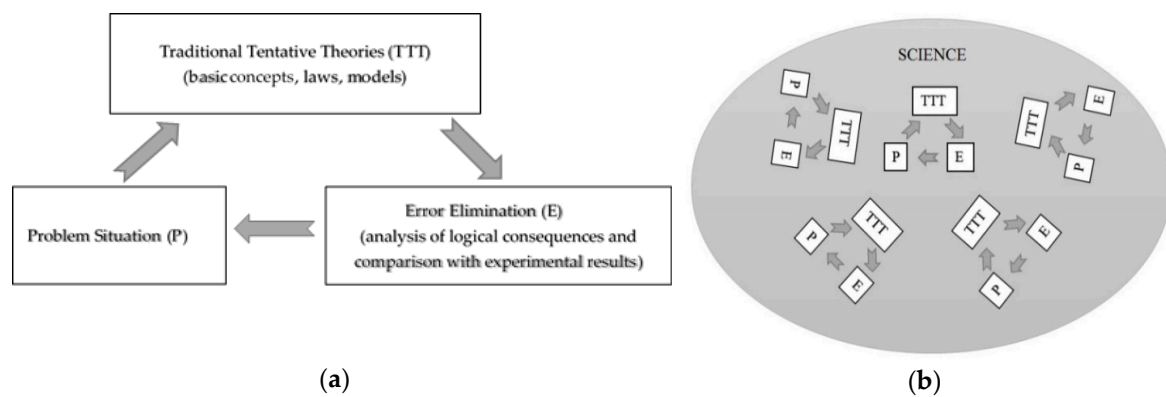 Traditional Tentative Theories (TTT)
(basic concepts, laws, models)
Problem Situation (P)
Error Elimination (E)
(analysis of logical consequences and
comparison with experimental results)
(a)
SCIENCE
P
TTT
E
TTT
P
E
TTT
E
P
P
TTT
E
TTT
E
P
(b)